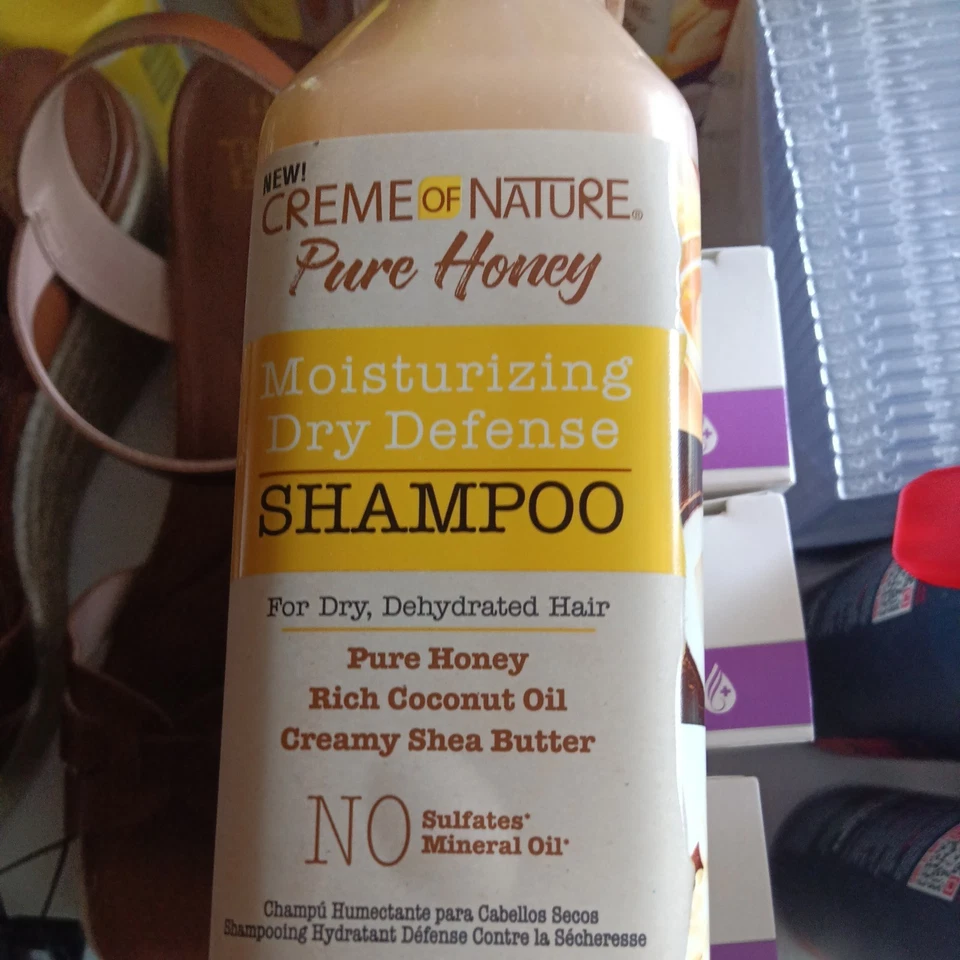 NEW!
CREME OF NATURE®
Pure Honey
Moisturizing
Dry Defense
SHAMPOO
For Dry, Dehydrated Hair
Pure Honey
Rich Coconut Oil
Creamy Shea Butter
NO Sulfates*
Mineral Oil*
Champú Humectante para Cabellos Secos
Shampooing Hydratant Défense Contre la Sécheresse